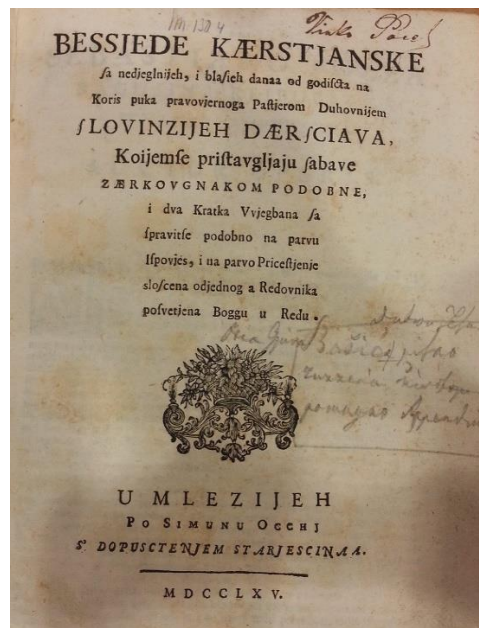 BESSJEDE KÆRSTJANSKE
ſa nedjeglnijeh, i blaſieh danaa od godiſcta na
Koris puka pravovjernoga Paſtjerom Duhovnijem
ſLOVINZIJEH DÆRſCIAVA,
Koijemſe priſtavgljaju ſabave
ZÆRKOVGNAKOM PODOBNE,
i dva Kratka Vvjegbana ſa
ſpravitſe podobno na parvu
Iſpovjes, i na parvo Priceſtjenje
sloſcena odjednog a Redovnika
poſvetjena Boggu u Redu.
U MLEZIJEH
Po Simunu Occhj
S' DOPUSCTENJEM STARJESCINAA.
MDCCLXV.